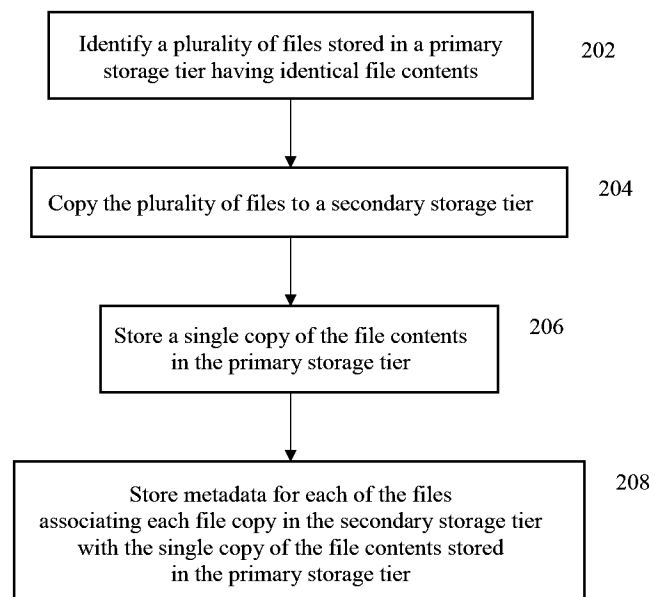 Identify a plurality of files stored in a primary
storage tier having identical file contents
202
Copy the plurality of files to a secondary storage tier
204
Store a single copy of the file contents
in the primary storage tier
206
Store metadata for each of the files
associating each file copy in the secondary storage tier
with the single copy of the file contents stored
in the primary storage tier
208